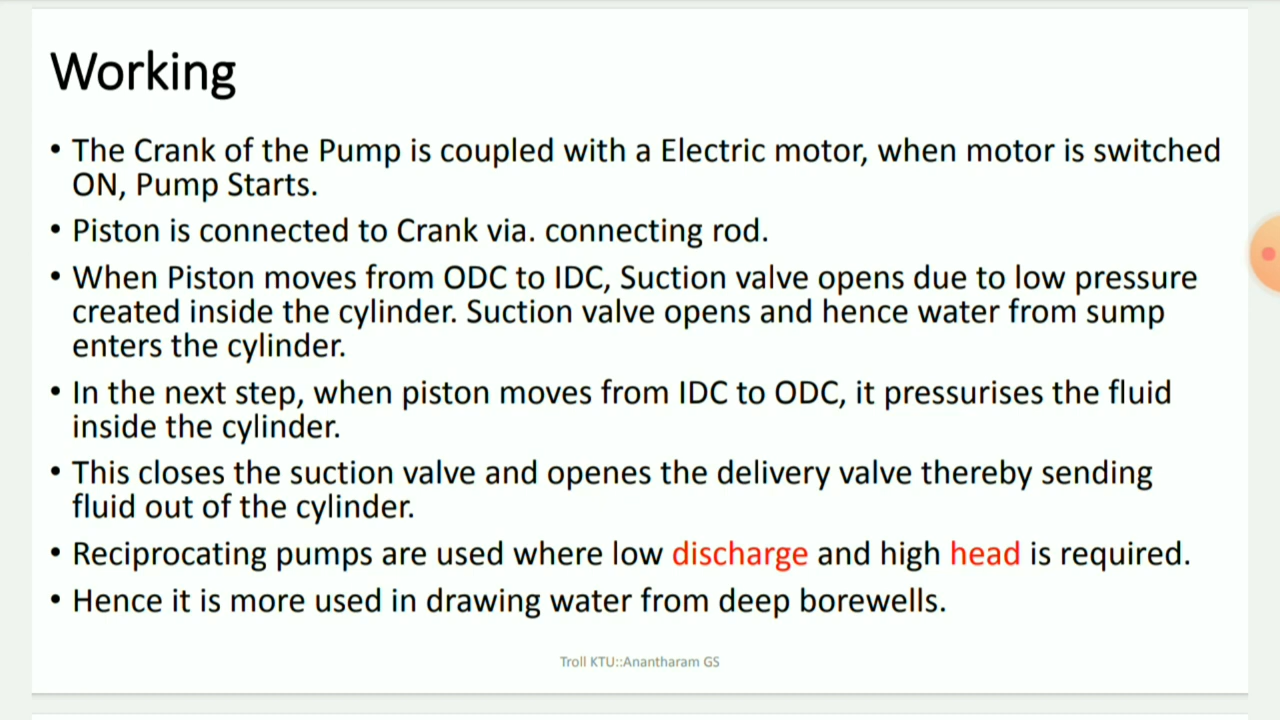 Working
• The Crank of the Pump is coupled with a Electric motor, when motor is switched
ON, Pump Starts.
• Piston is connected to Crank via. connecting rod.
• When Piston moves from ODC to IDC, Suction valve opens due to low pressure
created inside the cylinder. Suction valve opens and hence water from sump
enters the cylinder.
• In the next step, when piston moves from IDC to ODC, it pressurises the fluid
inside the cylinder.
• This closes the suction valve and openes the delivery valve thereby sending
fluid out of the cylinder.
• Reciprocating pumps are used where low discharge and high head is required.
• Hence it is more used in drawing water from deep borewells.
Troll KTU::Anantharam GS